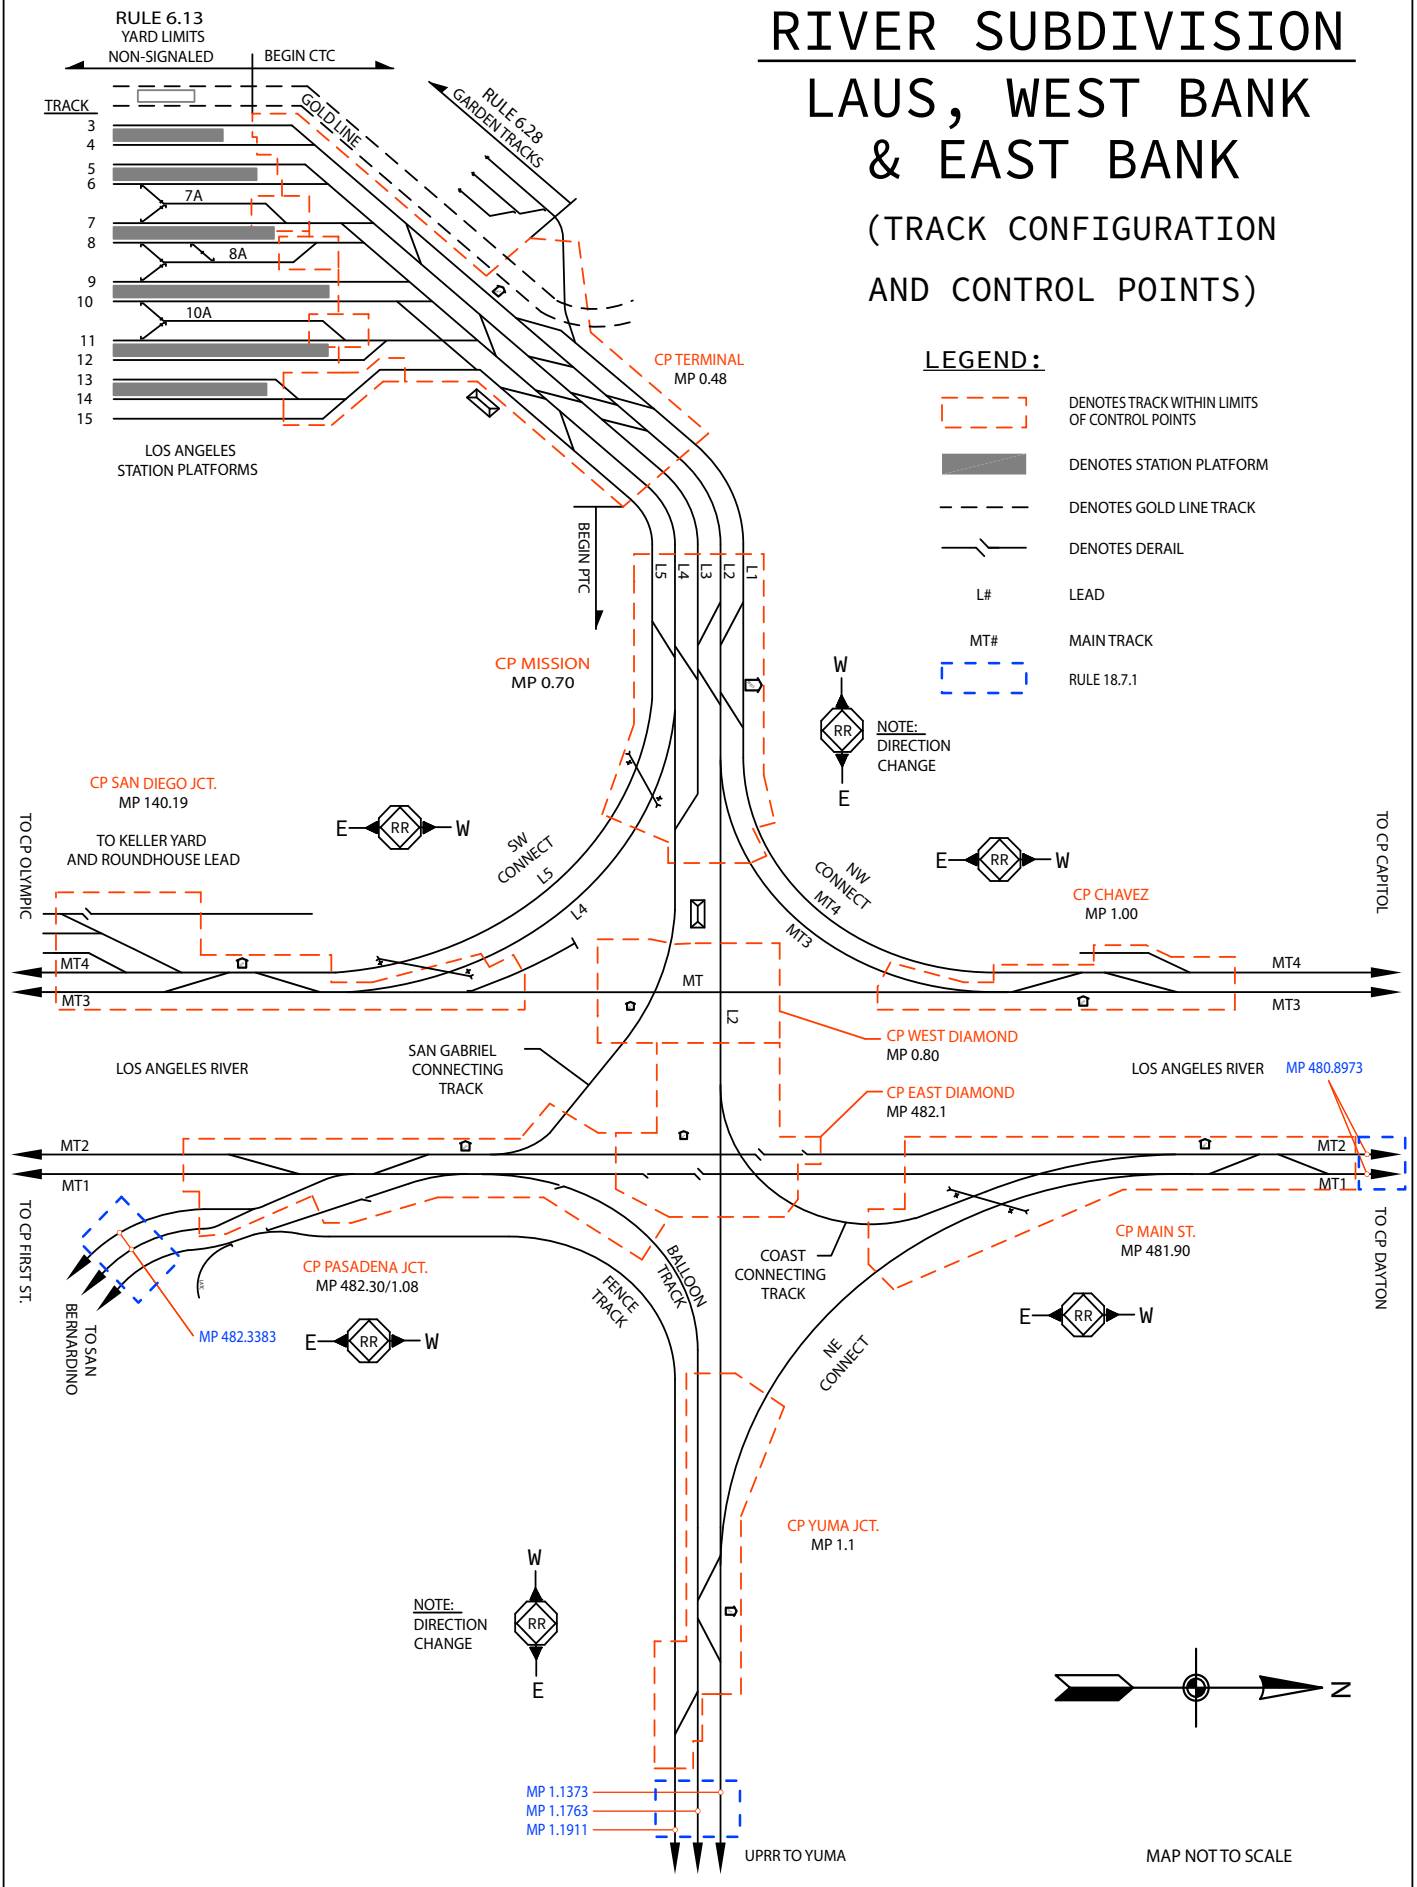 RIVER SUBDIVISION
LAUS, WEST BANK
& EAST BANK
(TRACK CONFIGURATION
AND CONTROL POINTS)
RULE 6.13
YARD LIMITS
NON-SIGNALED
BEGIN CTC
TRACK
3
4
5
6
7A
7
8
8A
9
10
10A
11
12
13
14
15
GOLD LINE
RULE 6.28
GARDEN TRACKS
LOS ANGELES
STATION PLATFORMS
CP TERMINAL
MP 0.48
LEGEND:
DENOTES TRACK WITHIN LIMITS
OF CONTROL POINTS
DENOTES STATION PLATFORM
DENOTES GOLD LINE TRACK
DENOTES DERAIL
L#
LEAD
MT#
MAIN TRACK
RULE 18.7.1
BEGIN PTC
L5
L4
L3
L2
L1
CP MISSION
MP 0.70
W
RR
E
NOTE:
DIRECTION
CHANGE
CP SAN DIEGO JCT.
MP 140.19
TO KELLER YARD
AND ROUNDHOUSE LEAD
TO CP OLYMPIC
E
RR
W
SW
CONNECT
L5
L4
NW
CONNECT
MT4
MT3
E
RR
W
CP CHAVEZ
MP 1.00
TO CP CAPITOL
MT4
MT3
MT
MT4
MT3
L2
CP WEST DIAMOND
MP 0.80
SAN GABRIEL
CONNECTING
TRACK
LOS ANGELES RIVER
LOS ANGELES RIVER
MP 480.8973
CP EAST DIAMOND
MP 482.1
MT2
MT1
MT2
MT1
TO CP FIRST ST.
TO SAN
BERNARDINO
MP 482.3383
CP PASADENA JCT.
MP 482.30/1.08
E
RR
W
FENCE
TRACK
BALLOON
TRACK
COAST
CONNECTING
TRACK
CP MAIN ST.
MP 481.90
TO CP DAYTON
E
RR
W
NE
CONNECT
CP YUMA JCT.
MP 1.1
W
RR
E
NOTE:
DIRECTION
CHANGE
N
MP 1.1373
MP 1.1763
MP 1.1911
UPRR TO YUMA
MAP NOT TO SCALE